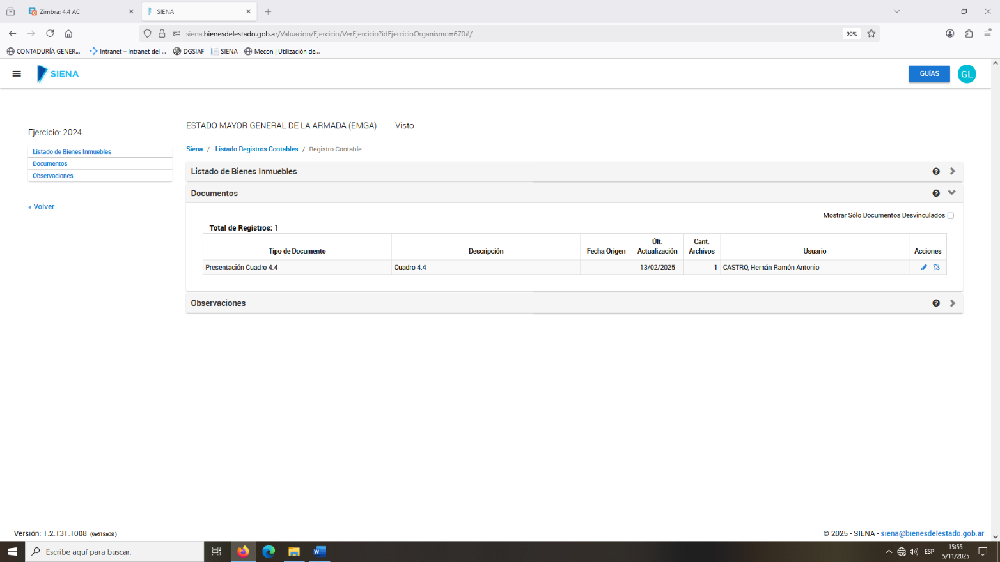 Zimbra: 4.4 AC
SIENA
siena.bienesdelestado.gob.ar/Valuacion/Ejercicio/VerEjercicio?idEjercicioOrganismo=670#/
90%
CONTADURÍA GENER...
Intranet – Intranet del ...
DGSIAF
SIENA
Mecon | Utilización de...
SIENA
GUÍAS
GL
Ejercicio: 2024
Listado de Bienes Inmuebles
Documentos
Observaciones
« Volver
ESTADO MAYOR GENERAL DE LA ARMADA (EMGA) Visto
Siena / Listado Registros Contables / Registro Contable
Listado de Bienes Inmuebles
Documentos
Mostrar Sólo Documentos Desvinculados
Total de Registros: 1
Tipo de Documento Descripción Fecha Origen Últ. Actualización Cant. Archivos Usuario Acciones
Presentación Cuadro 4.4 Cuadro 4.4 13/02/2025 1 CASTRO, Hernán Ramón Antonio
Observaciones
Versión: 1.2.131.1008 (9e618a08 )
© 2025 - SIENA - siena@bienesdelestado.gob.ar
Escribe aquí para buscar.
ESP
15:55
5/11/2025